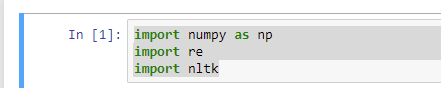 In [1]: import numpy as np
import re
import nltk